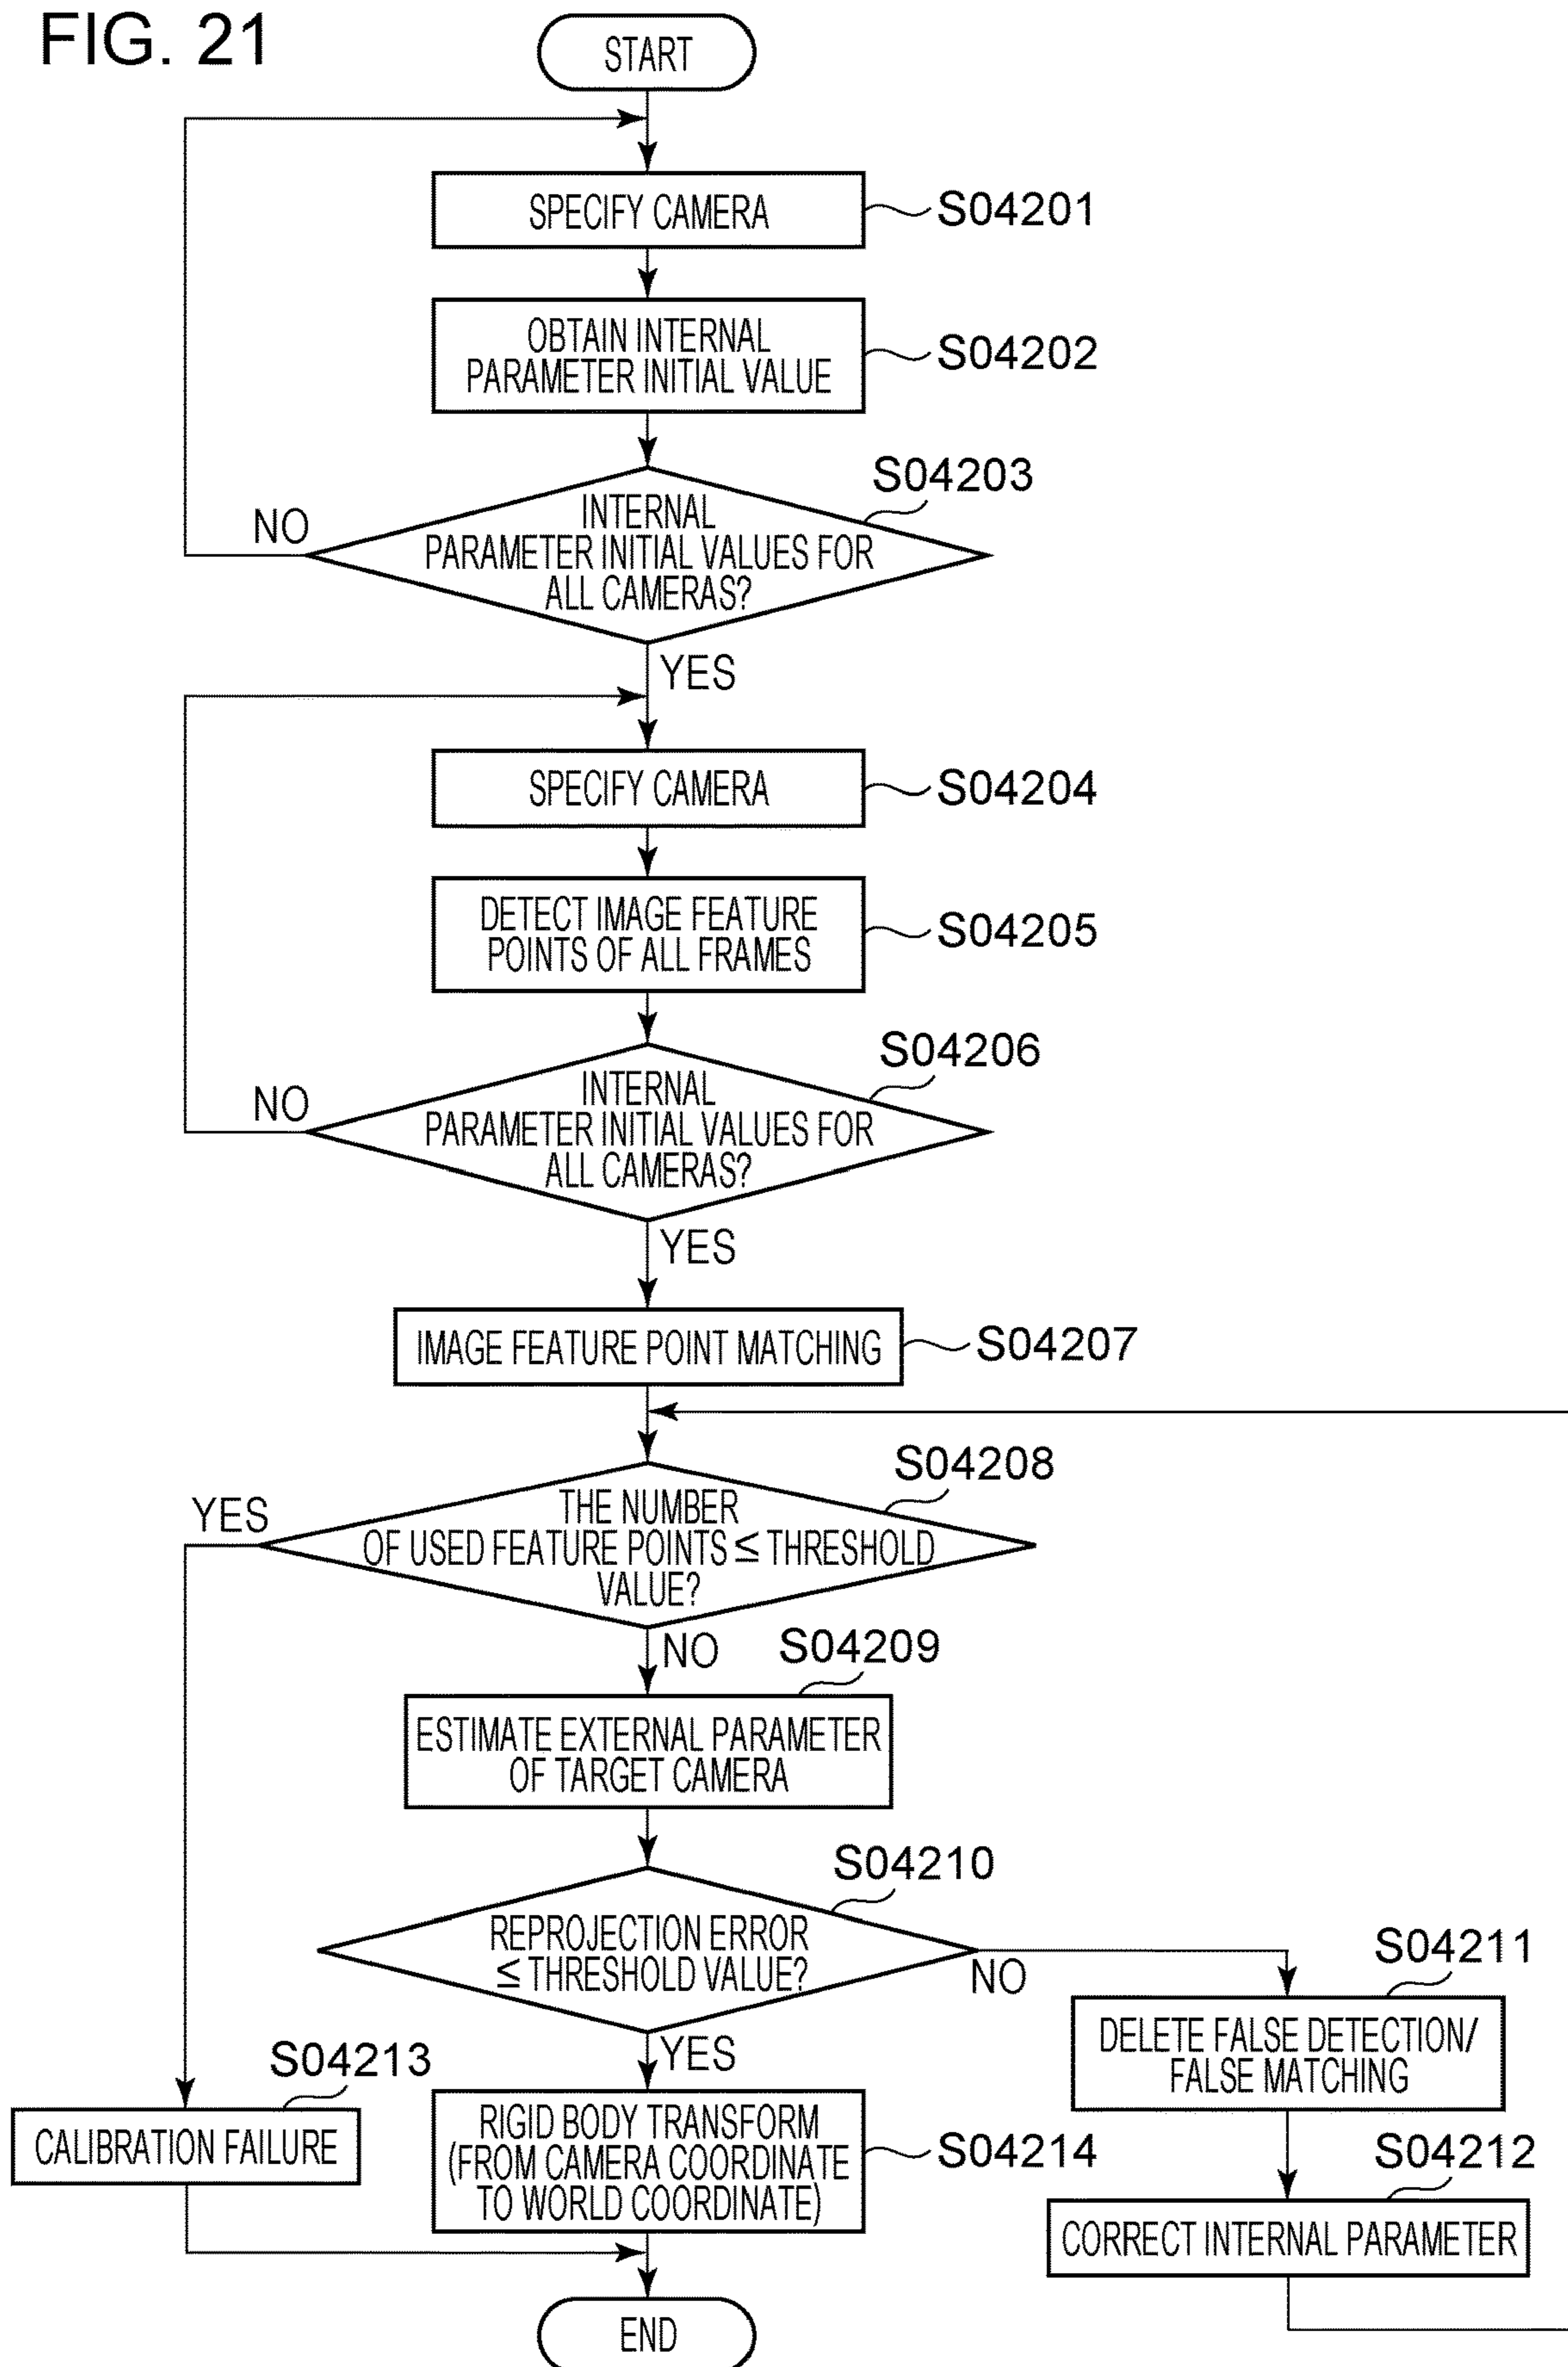 FIG. 21
START
SPECIFY CAMERA
S04201
OBTAIN INTERNAL
PARAMETER INITIAL VALUE
S04202
S04203
INTERNAL
PARAMETER INITIAL VALUES FOR
ALL CAMERAS?
NO
YES
SPECIFY CAMERA
S04204
DETECT IMAGE FEATURE
POINTS OF ALL FRAMES
S04205
S04206
INTERNAL
PARAMETER INITIAL VALUES FOR
ALL CAMERAS?
NO
YES
IMAGE FEATURE POINT MATCHING
S04207
S04208
THE NUMBER
OF USED FEATURE POINTS ≦ THRESHOLD
VALUE?
YES
NO
S04209
ESTIMATE EXTERNAL PARAMETER
OF TARGET CAMERA
S04210
REPROJECTION ERROR
≦ THRESHOLD VALUE?
NO
YES
S04211
DELETE FALSE DETECTION/
FALSE MATCHING
S04212
CORRECT INTERNAL PARAMETER
S04213
CALIBRATION FAILURE
RIGID BODY TRANSFORM
(FROM CAMERA COORDINATE
TO WORLD COORDINATE)
S04214
END